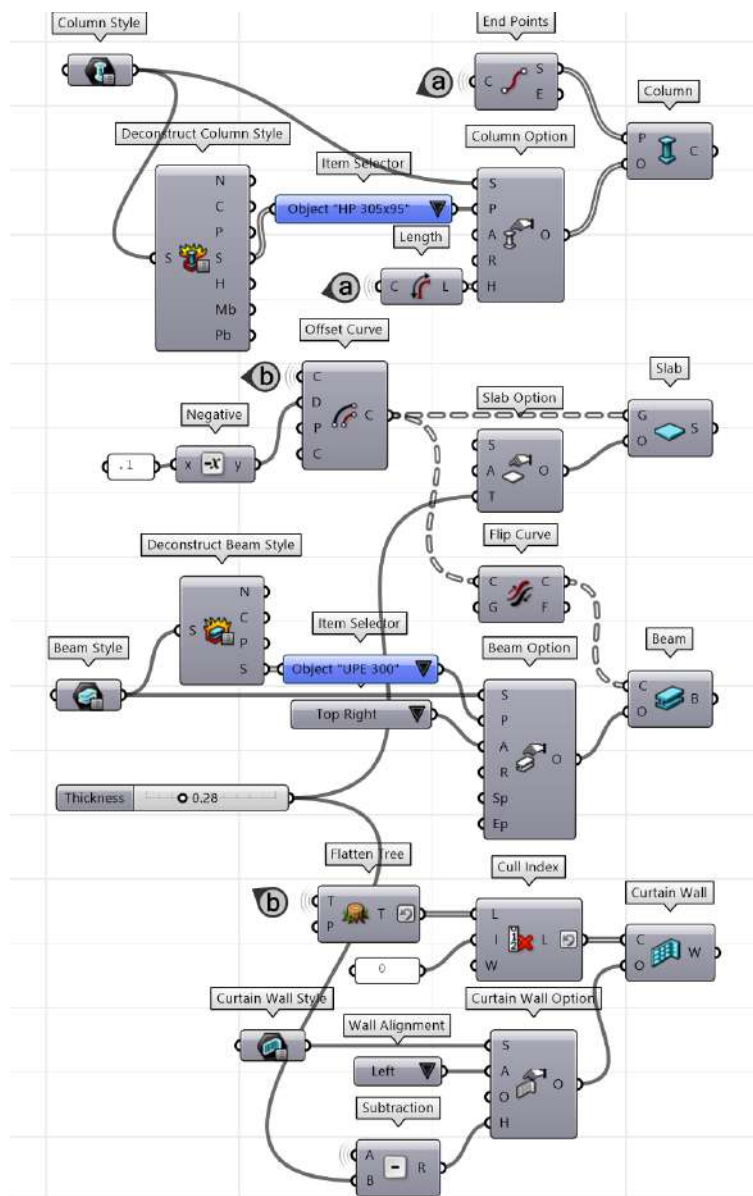 Column Style
End Points
a
C
S
E
Column
P
O
C
Deconstruct Column Style
Column Option
Item Selector
N
C
P
S
S
H
Mb
Pb
Object "HP 305x95"
S
P
A
R
H
O
Length
a
C
L
Offset Curve
b
C
D
P
C
C
Negative
.1
x
-x
y
Slab
Slab Option
G
O
S
S
A
T
O
Deconstruct Beam Style
Flip Curve
C
G
C
F
N
C
P
S
S
Item Selector
Beam Style
Object "UPE 300"
Top Right
Beam Option
Beam
C
O
B
S
P
A
R
Sp
Ep
O
Thickness
0.28
Flatten Tree
Cull Index
Curtain Wall
b
T
P
T
L
I
W
1
2
L
C
O
W
0
Curtain Wall Style
Wall Alignment
Curtain Wall Option
Left
S
A
O
H
O
Subtraction
A
B
-
R